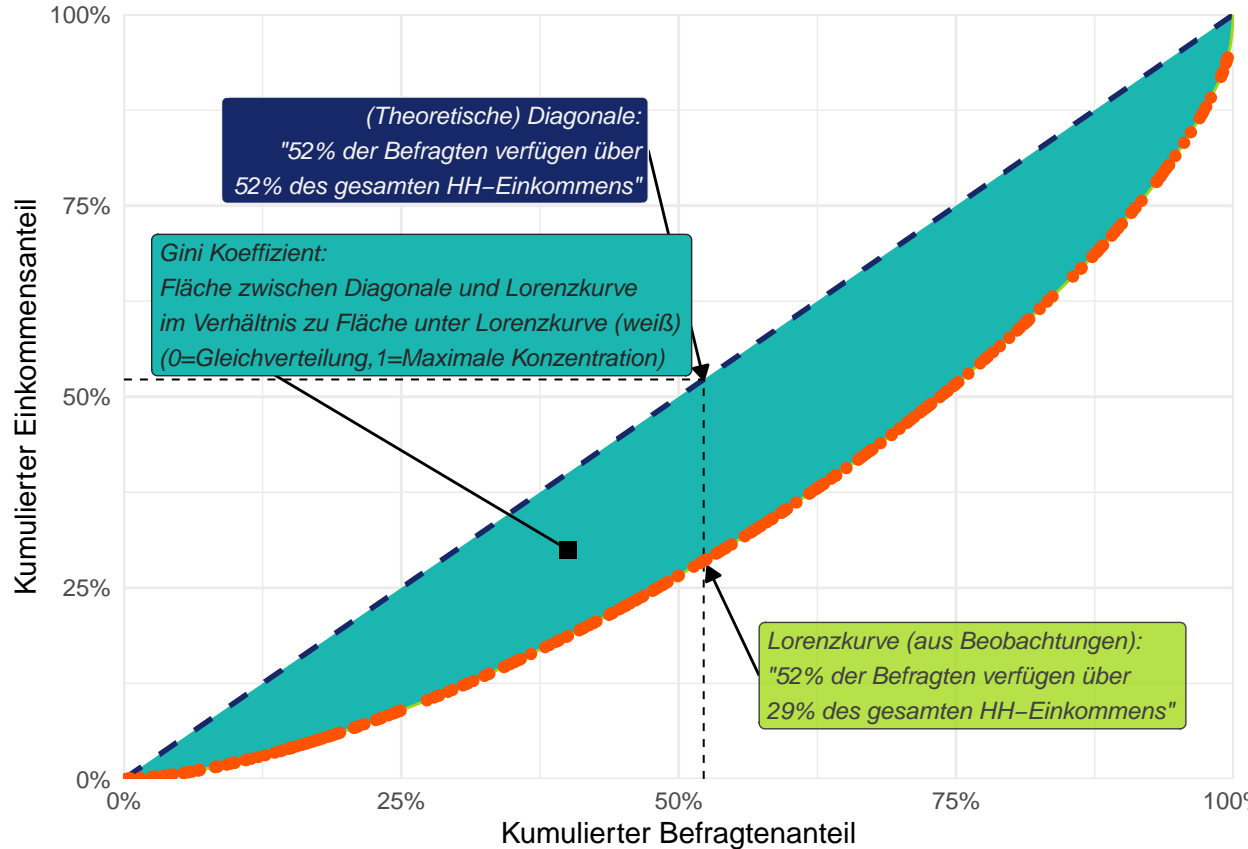 100%
75%
50%
25%
0%
Kumulierter Einkommensanteil
(Theoretische) Diagonale:
"52% der Befragten verfügen über
52% des gesamten HH−Einkommens"
Gini Koeffizient:
Fläche zwischen Diagonale und Lorenzkurve
im Verhältnis zu Fläche unter Lorenzkurve (weiß)
(0=Gleichverteilung,1=Maximale Konzentration)
Lorenzkurve (aus Beobachtungen):
"52% der Befragten verfügen über
29% des gesamten HH−Einkommens"
0%
25%
50%
75%
100%
Kumulierter Befragtenanteil